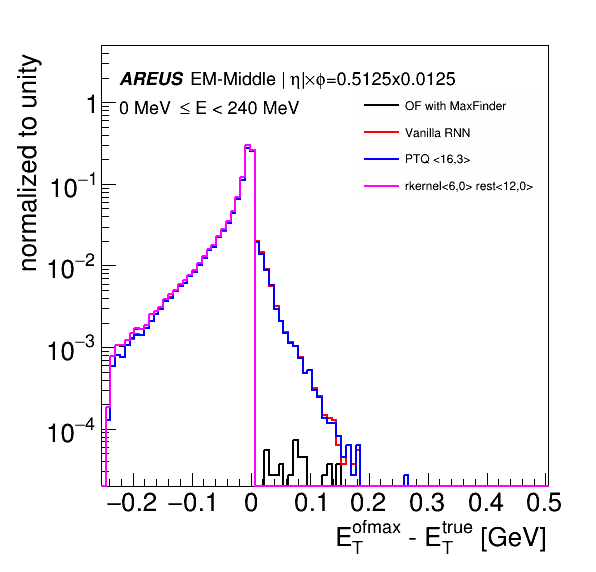 normalized to unity
AREUS EM-Middle | η|×ϕ=0.5125x0.0125
0 MeV ≤ E < 240 MeV
OF with MaxFinder
Vanilla RNN
PTQ <16,3>
rkernel<6,0> rest<12,0>
1
10^−1
10^−2
10^−3
10^−4
−0.2 −0.1 0 0.1 0.2 0.3 0.4 0.5
E_T^ofmax - E_T^true [GeV]